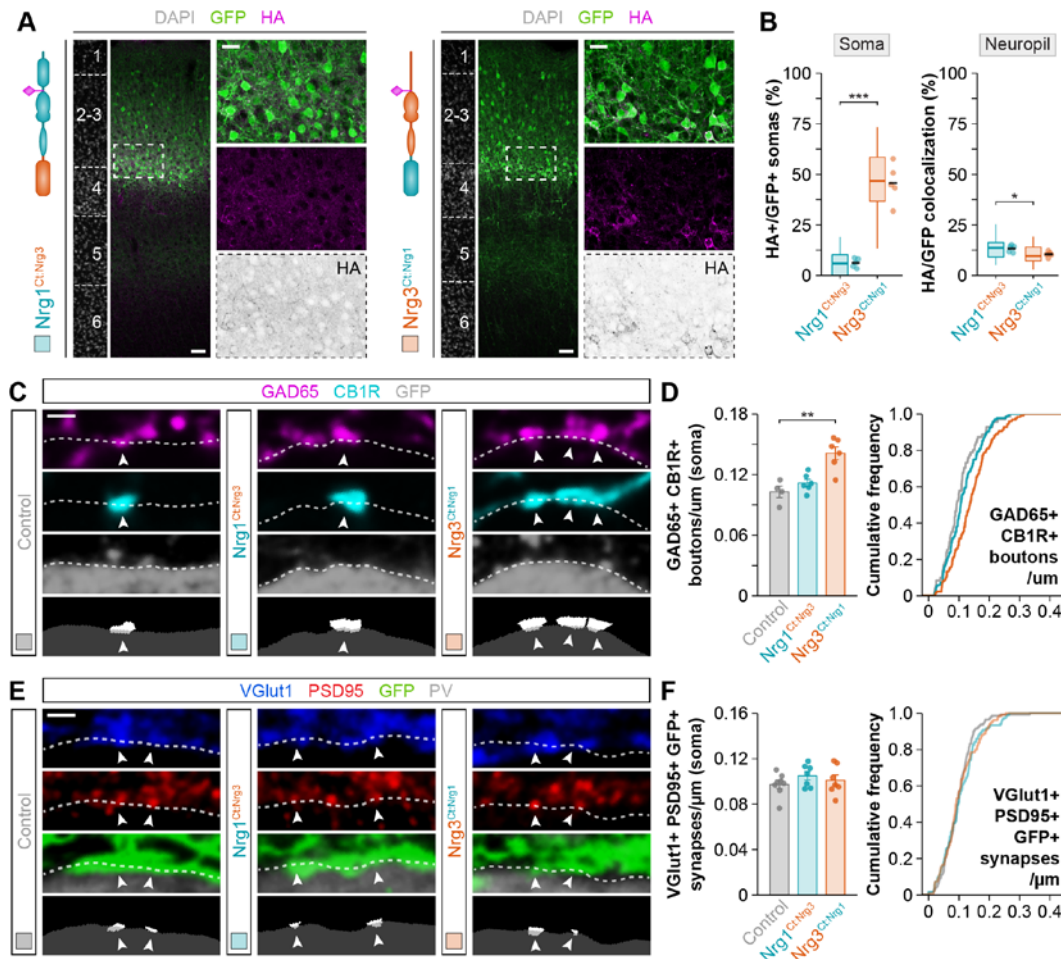 A
DAPI GFP HA
DAPI GFP HA
Nrg1Ct:Nrg3
1
2-3
4
5
6
HA
Nrg3Ct:Nrg1
1
2-3
4
5
6
HA
B
Soma
Neuropil
HA+/GFP+ somas (%)
100
75
50
25
0
***
Nrg1Ct:Nrg3
Nrg3Ct:Nrg1
HA/GFP colocalization (%)
100
75
50
25
0
*
Nrg1Ct:Nrg3
Nrg3Ct:Nrg1
C
GAD65 CB1R GFP
Control
Nrg1Ct:Nrg3
Nrg3Ct:Nrg1
D
GAD65+ CB1R+
boutons/um (soma)
0.18
0.12
0.06
0
**
Control
Nrg1Ct:Nrg3
Nrg3Ct:Nrg1
Cumulative frequency
1.0
0.8
0.6
0.4
0.2
0
GAD65+
CB1R+
boutons
/um
0 0.1 0.2 0.3 0.4
E
VGlut1 PSD95 GFP PV
Control
Nrg1Ct:Nrg3
Nrg3Ct:Nrg1
F
VGlut1+ PSD95+ GFP+
synapses/µm (soma)
0.16
0.12
0.08
0.04
0
Control
Nrg1Ct:Nrg3
Nrg3Ct:Nrg1
Cumulative frequency
1.0
0.8
0.6
0.4
0.2
0
VGlut1+
PSD95+
GFP+
synapses
/µm
0 0.1 0.2 0.3 0.4